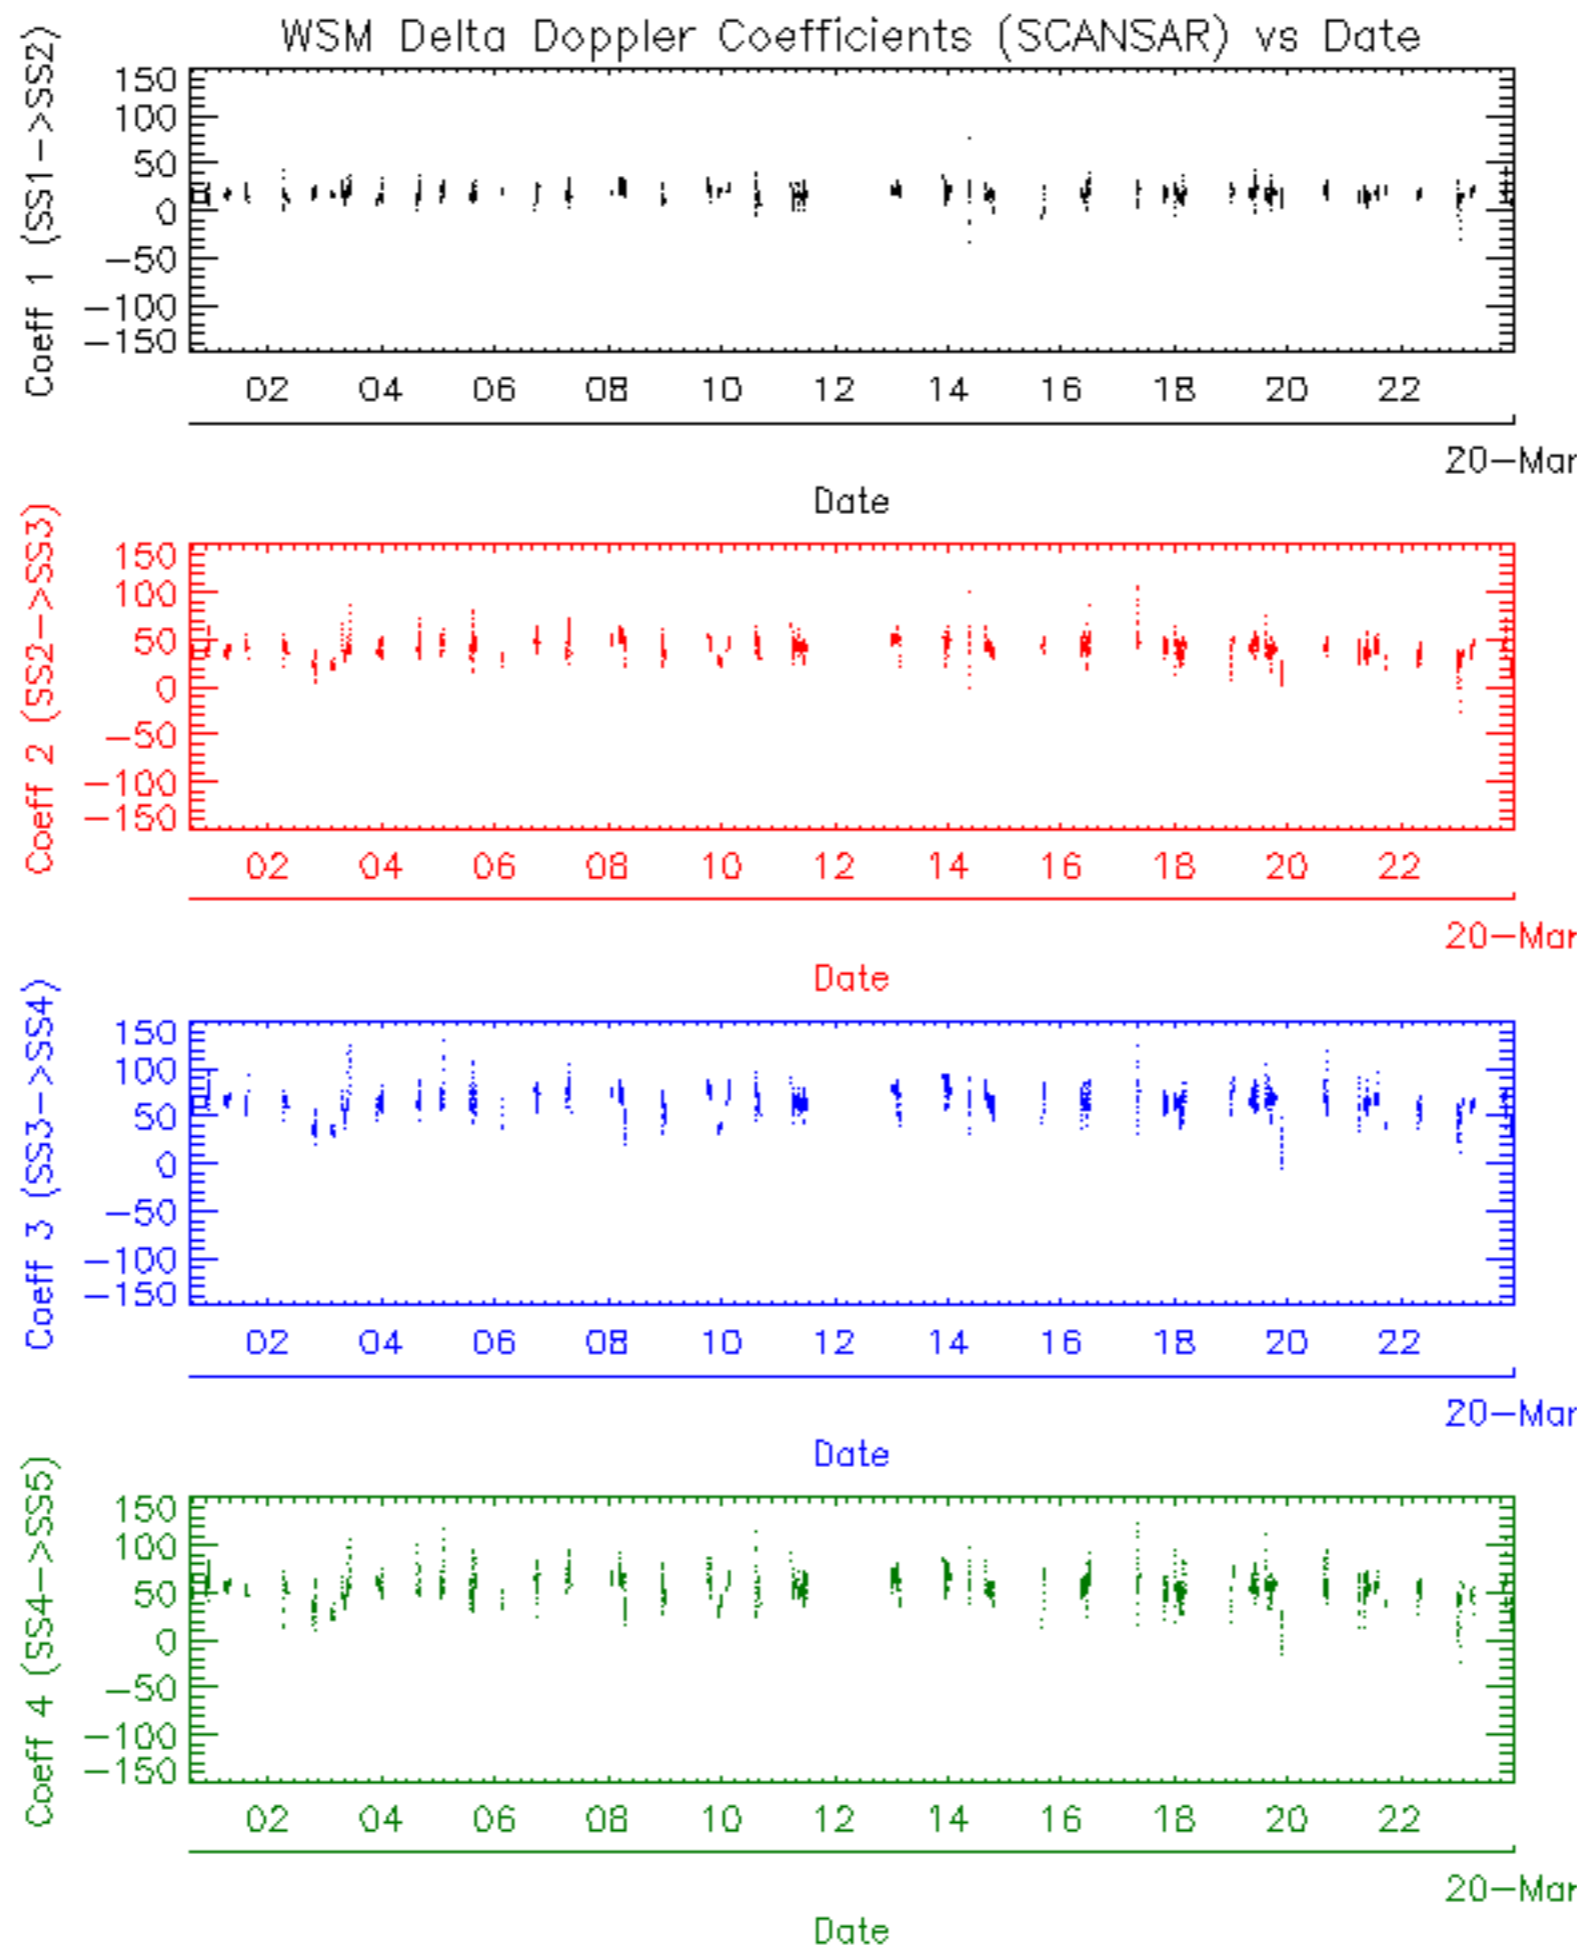 WSM Delta Doppler Coefficients (SCANSAR) vs Date
Coeff 1 (SS1->SS2)
150
100
50
0
-50
-100
-150
02 04 06 08 10 12 14 16 18 20 22
20-Mar
Date
Coeff 2 (SS2->SS3)
150
100
50
0
-50
-100
-150
02 04 06 08 10 12 14 16 18 20 22
20-Mar
Date
Coeff 3 (SS3->SS4)
150
100
50
0
-50
-100
-150
02 04 06 08 10 12 14 16 18 20 22
20-Mar
Date
Coeff 4 (SS4->SS5)
150
100
50
0
-50
-100
-150
02 04 06 08 10 12 14 16 18 20 22
20-Mar
Date